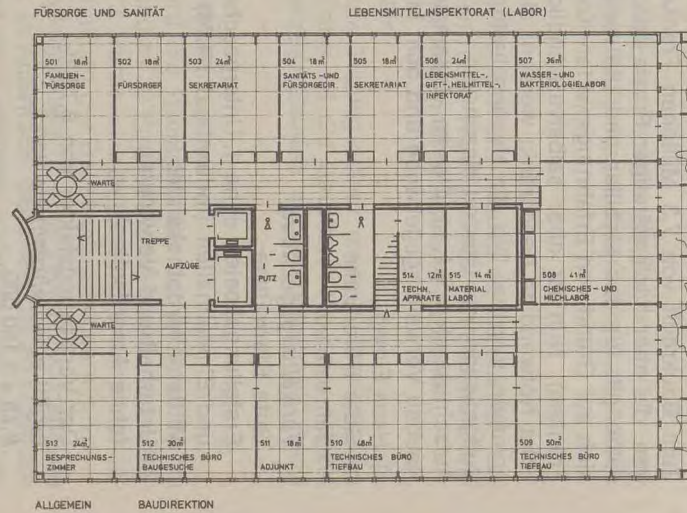 FÜRSORGE UND SANITÄT
LEBENSMITTELINSPEKTORAT (LABOR)
501 18m²
FAMILIEN-
FÜRSORGE
502 18m²
FÜRSORGER
503 24m²
SEKRETARIAT
504 18m²
SANITÄTS-UND
FÜRSORGEDIR.
505 18m²
SEKRETARIAT
506 24m²
LEBENSMITTEL-,
GIFT-, HEILMITTEL-,
INPEKTORAT
507 36m²
WASSER-UND
BAKTERIOLOGIELABOR
WARTE
TREPPE
AUFZÜGE
PUTZ
514 12m²
TECHN.
APPARATE
515 14m²
MATERIAL
LABOR
508 41m²
CHEMISCHES-UND
MILCHLABOR
WARTE
513 24m²
BESPRECHUNGS-
ZIMMER
512 30m²
TECHNISCHES BÜRO
BAUGESUCHE
511 18m²
ADJUNKT
510 48m²
TECHNISCHES BÜRO
TIEFBAU
509 50m²
TECHNISCHES BÜRO
TIEFBAU
ALLGEMEIN
BAUDIREKTION